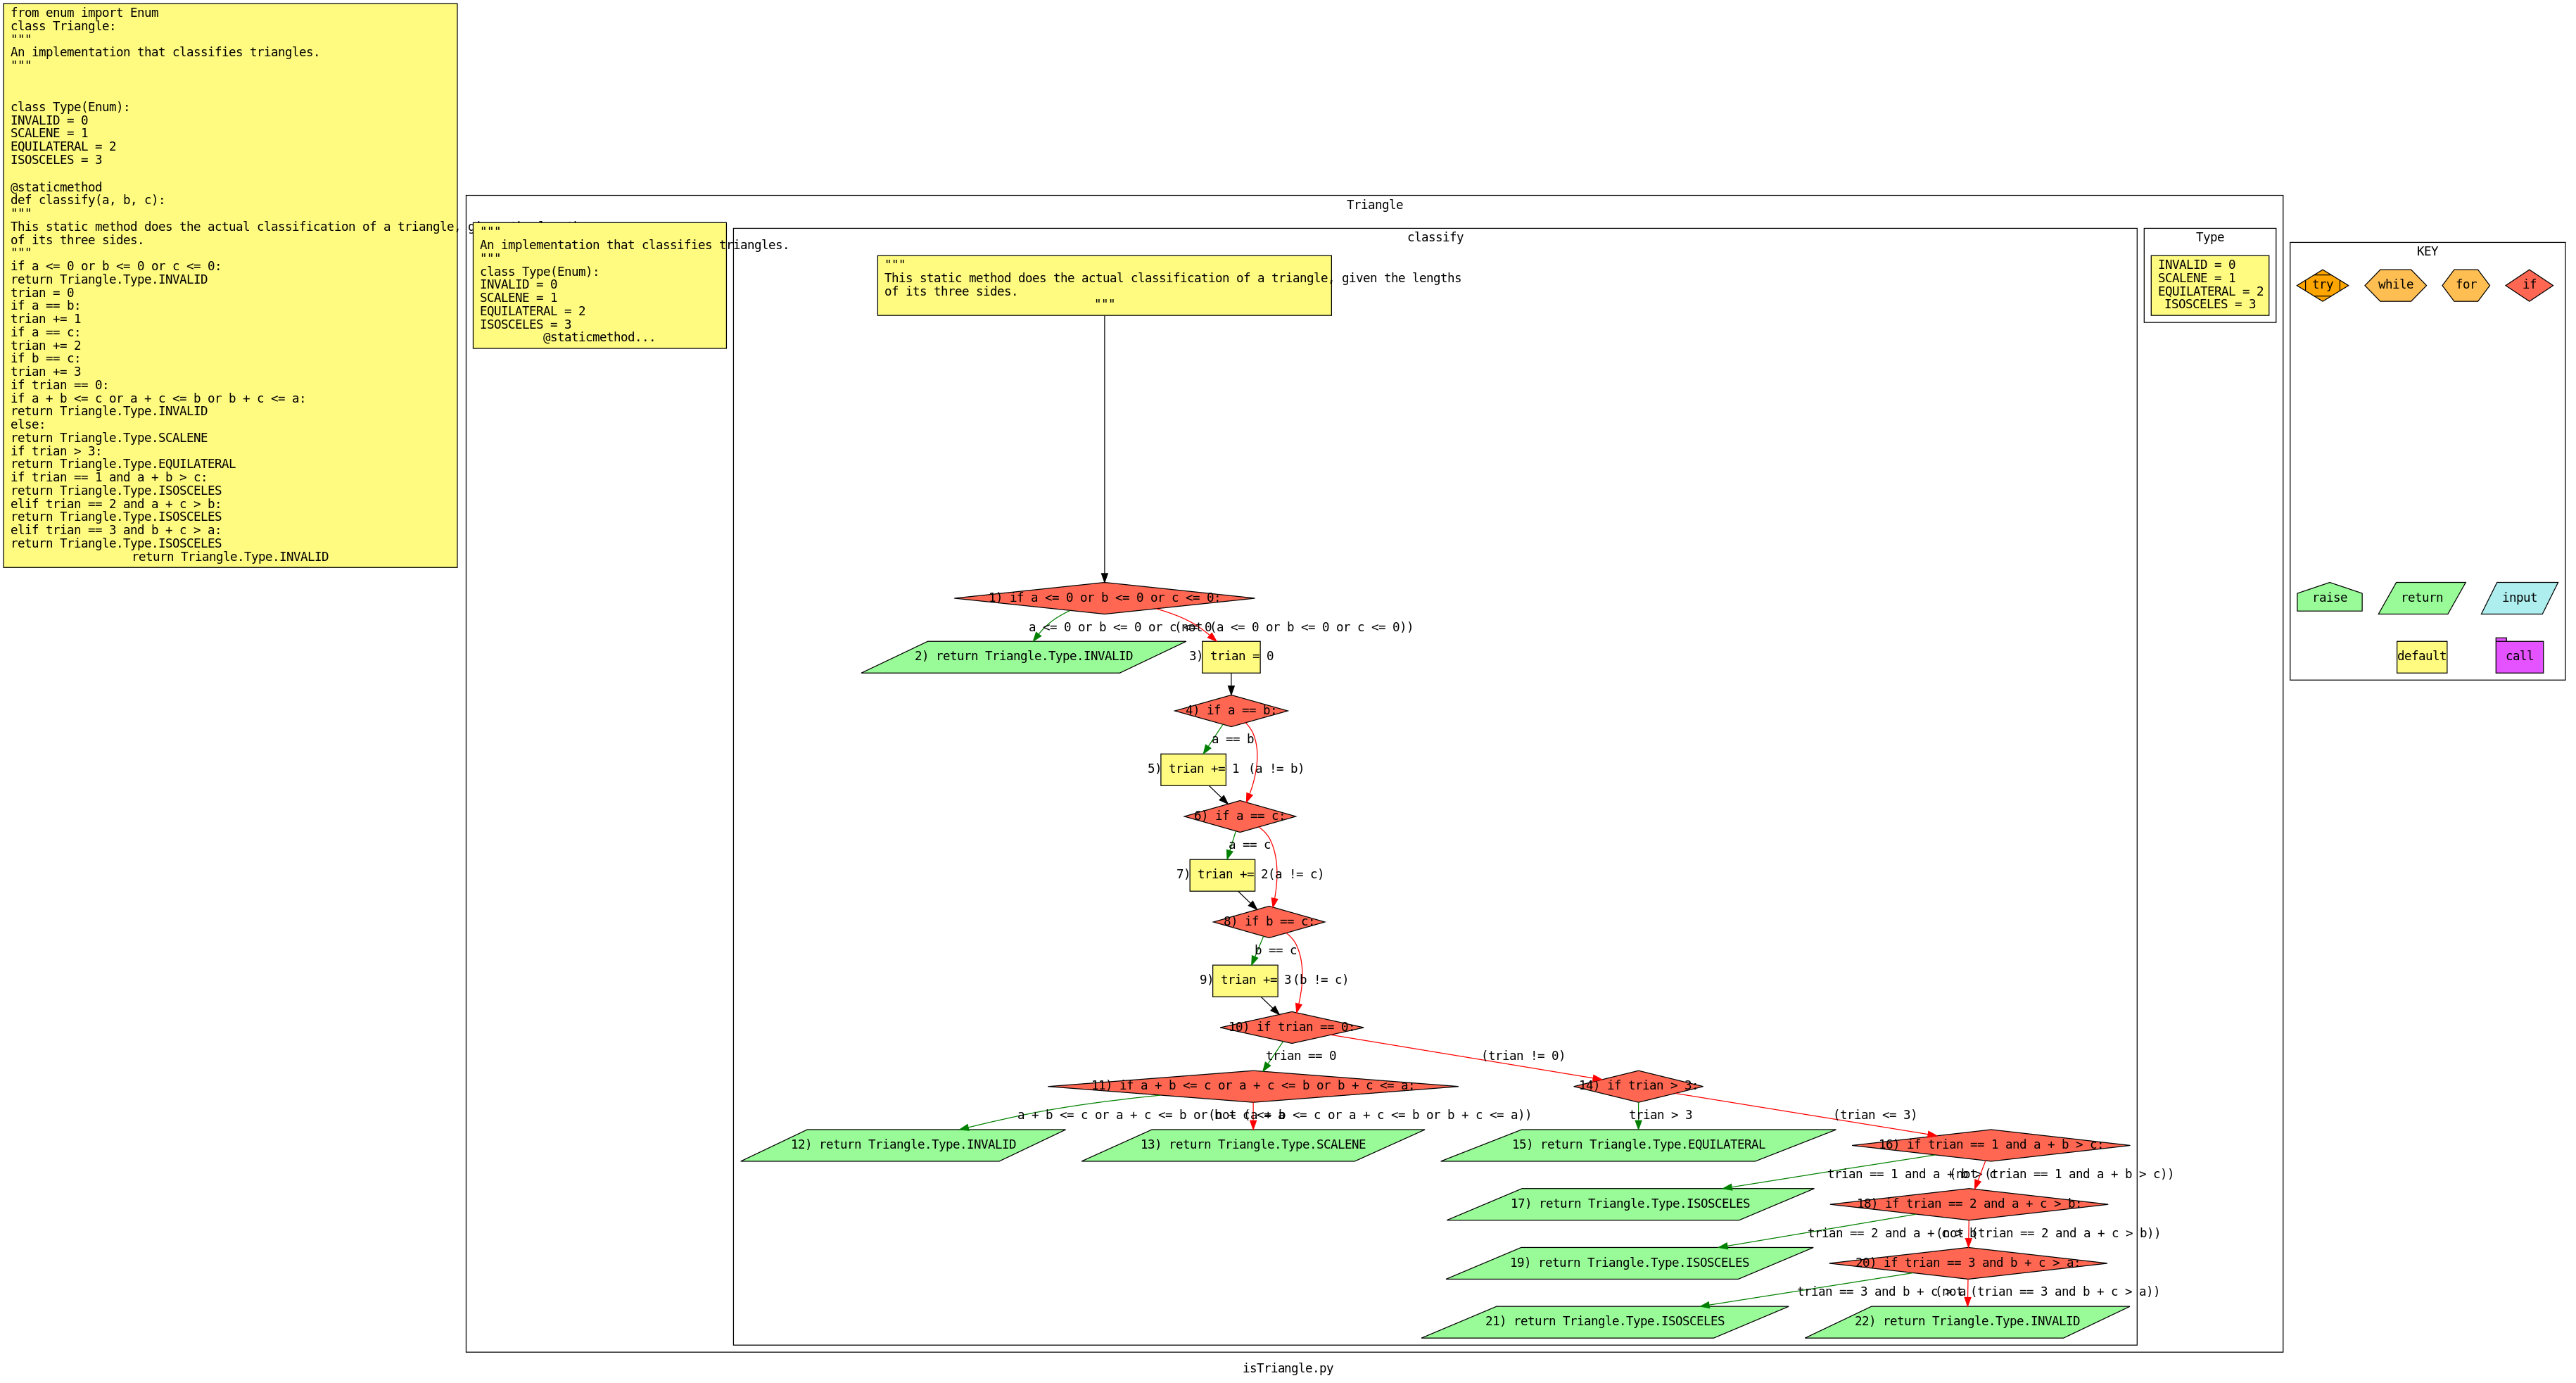 from enum import Enum
class Triangle:
"""
An implementation that classifies triangles.
"""
class Type(Enum):
INVALID = 0
SCALENE = 1
EQUILATERAL = 2
ISOSCELES = 3
@staticmethod
def classify(a, b, c):
"""
This static method does the actual classification of a triangle,
of its three sides.
"""
if a <= 0 or b <= 0 or c <= 0:
return Triangle.Type.INVALID
trian = 0
if a == b:
trian += 1
if a == c:
trian += 2
if b == c:
trian += 3
if trian == 0:
if a + b <= c or a + c <= b or b + c <= a:
return Triangle.Type.INVALID
else:
return Triangle.Type.SCALENE
if trian > 3:
return Triangle.Type.EQUILATERAL
if trian == 1 and a + b > c:
return Triangle.Type.ISOSCELES
elif trian == 2 and a + c > b:
return Triangle.Type.ISOSCELES
elif trian == 3 and b + c > a:
return Triangle.Type.ISOSCELES
return Triangle.Type.INVALID
Triangle
"""
An implementation that classifies triangles.
"""
class Type(Enum):
INVALID = 0
SCALENE = 1
EQUILATERAL = 2
ISOSCELES = 3
@staticmethod...
classify
"""
This static method does the actual classification of a triangle, given the lengths
of its three sides.
"""
1) if a <= 0 or b <= 0 or c <= 0:
a <= 0 or b <= 0 or c <= 0
(not (a <= 0 or b <= 0 or c <= 0))
2) return Triangle.Type.INVALID
3) trian = 0
4) if a == b:
a == b
5) trian += 1
(a != b)
6) if a == c:
a == c
7) trian += 2
(a != c)
8) if b == c:
b == c
9) trian += 3
(b != c)
10) if trian == 0:
trian == 0
(trian != 0)
11) if a + b <= c or a + c <= b or b + c <= a:
14) if trian > 3:
a + b <= c or a + c <= b or b + c <= a
(not (a + b <= c or a + c <= b or b + c <= a))
trian > 3
(trian <= 3)
12) return Triangle.Type.INVALID
13) return Triangle.Type.SCALENE
15) return Triangle.Type.EQUILATERAL
16) if trian == 1 and a + b > c:
trian == 1 and a + b > c
(not (trian == 1 and a + b > c))
17) return Triangle.Type.ISOSCELES
18) if trian == 2 and a + c > b:
trian == 2 and a + c > b
(not (trian == 2 and a + c > b))
19) return Triangle.Type.ISOSCELES
20) if trian == 3 and b + c > a:
trian == 3 and b + c > a
(not (trian == 3 and b + c > a))
21) return Triangle.Type.ISOSCELES
22) return Triangle.Type.INVALID
Type
INVALID = 0
SCALENE = 1
EQUILATERAL = 2
ISOSCELES = 3
KEY
try
while
for
if
raise
return
input
default
call
isTriangle.py